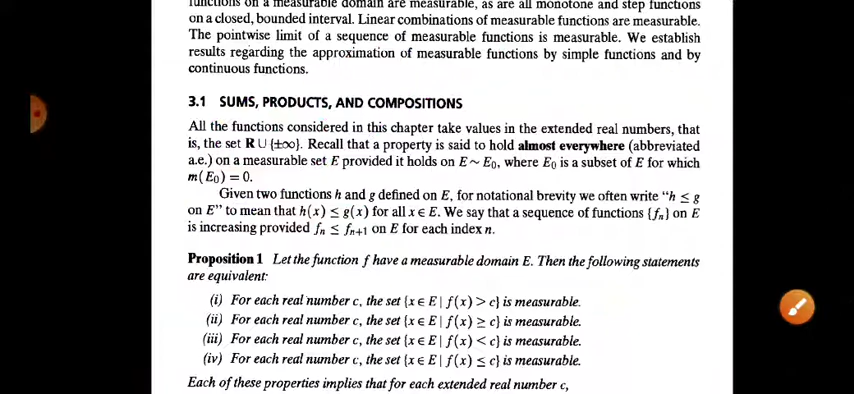 functions on a measurable domain are measurable, as are all monotone and step functions
on a closed, bounded interval. Linear combinations of measurable functions are measurable.
The pointwise limit of a sequence of measurable functions is measurable. We establish
results regarding the approximation of measurable functions by simple functions and by
continuous functions.
3.1 SUMS, PRODUCTS, AND COMPOSITIONS
All the functions considered in this chapter take values in the extended real numbers, that
is, the set R ∪ {±∞}. Recall that a property is said to hold almost everywhere (abbreviated
a.e.) on a measurable set E provided it holds on E ~ E₀, where E₀ is a subset of E for which
m(E₀) = 0.
Given two functions h and g defined on E, for notational brevity we often write “h ≤ g
on E” to mean that h(x) ≤ g(x) for all x ∈ E. We say that a sequence of functions {fₙ} on E
is increasing provided fₙ ≤ fₙ₊₁ on E for each index n.
Proposition 1 Let the function f have a measurable domain E. Then the following statements
are equivalent:
(i) For each real number c, the set {x ∈ E | f(x) > c} is measurable.
(ii) For each real number c, the set {x ∈ E | f(x) ≥ c} is measurable.
(iii) For each real number c, the set {x ∈ E | f(x) < c} is measurable.
(iv) For each real number c, the set {x ∈ E | f(x) ≤ c} is measurable.
Each of these properties implies that for each extended real number c,